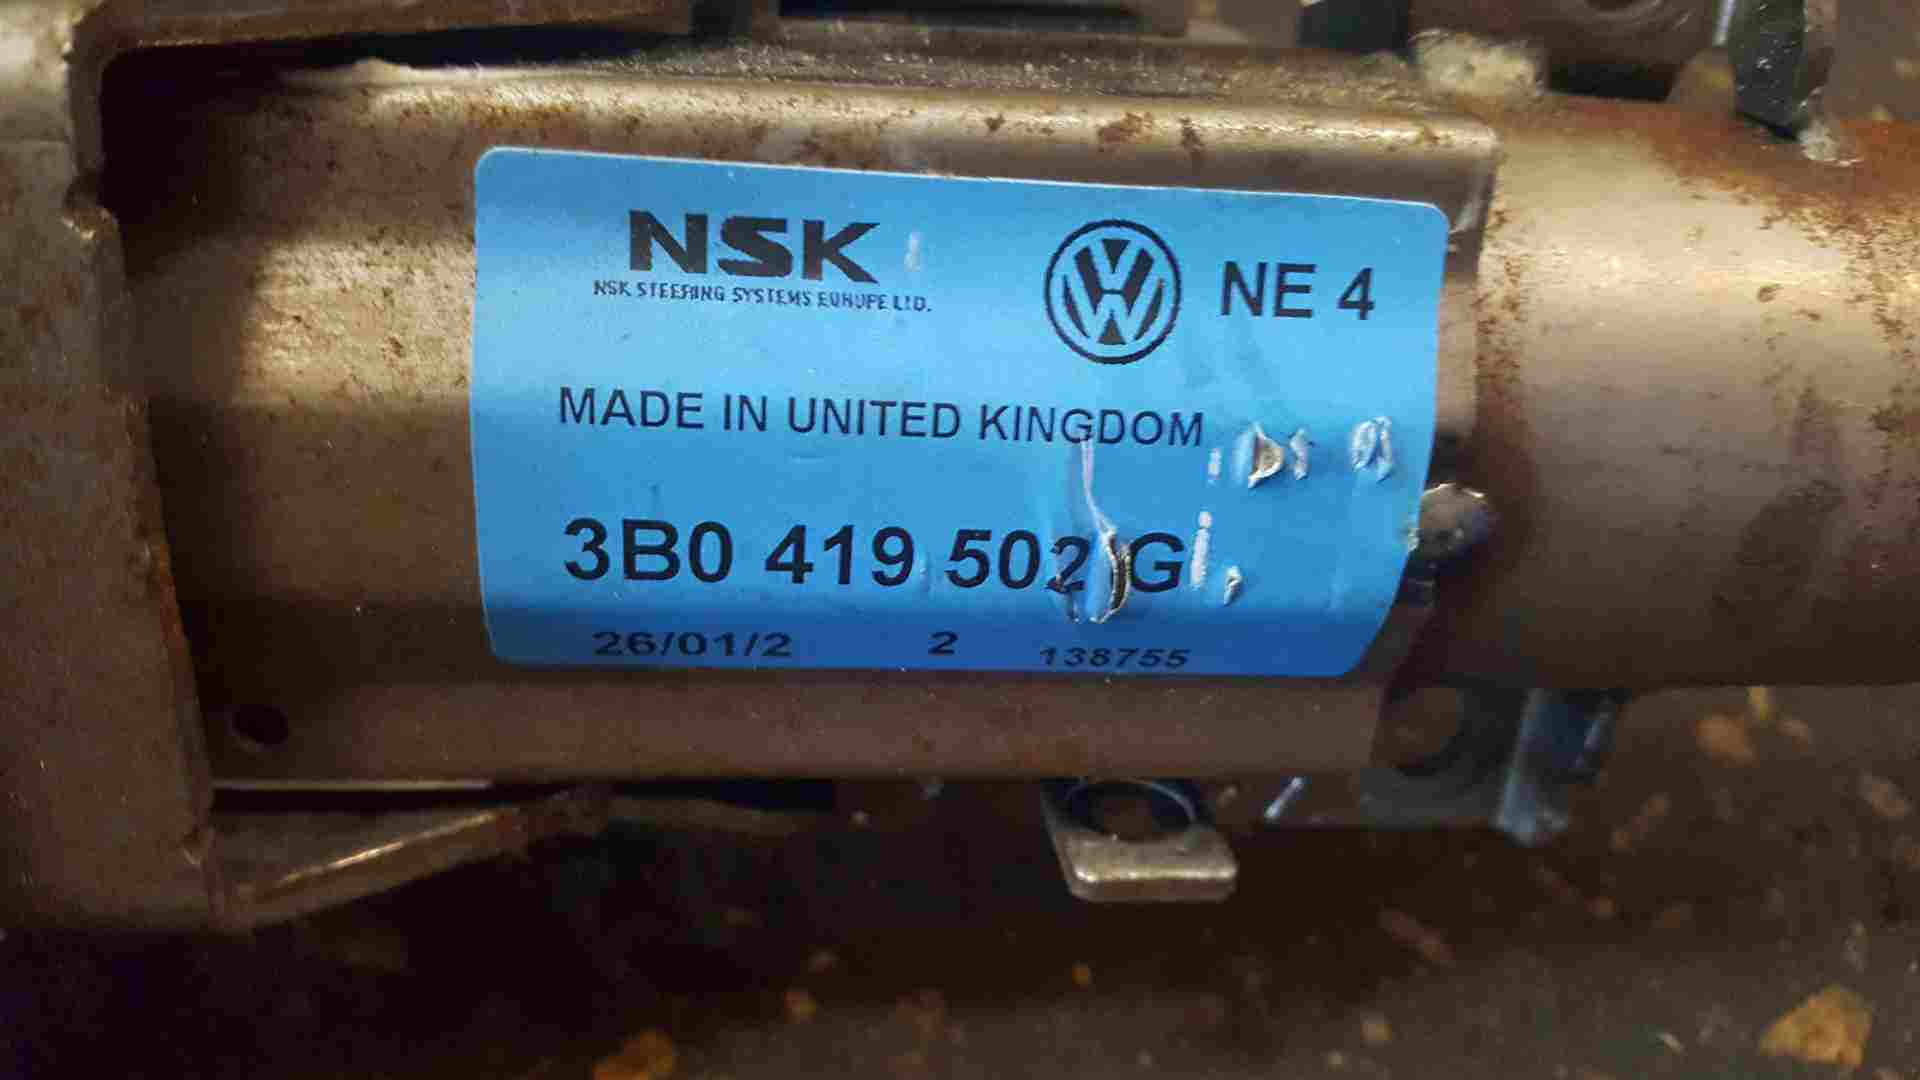 NSK
NSK STEERING SYSTEMS EUROPE LTD.
VW NE 4
MADE IN UNITED KINGDOM
3B0 419 502 G
26/01/2 2 138755